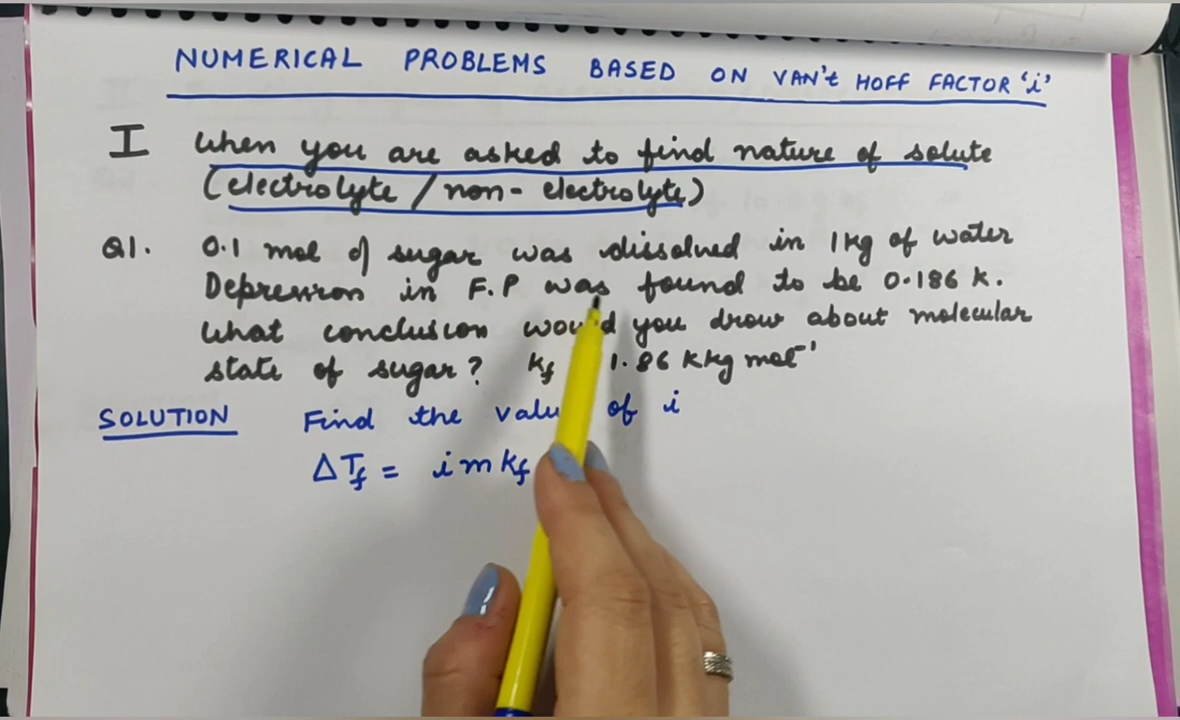 NUMERICAL PROBLEMS BASED ON VAN't HOFF FACTOR 'i'
I when you are asked to find nature of solute
(electrolyte / non-electrolyte)
Q1. 0.1 mol of sugar was dissolved in 1kg of water
Depression in F.P was found to be 0.186 k.
What conclusion would you draw about molecular
state of sugar? kf 1.86 k kg mol-1
SOLUTION Find the value of i
ΔTf = i m kf